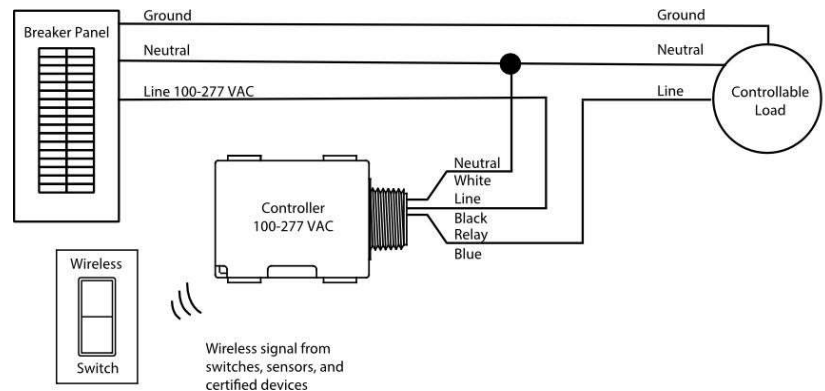 Ground
Ground
Breaker Panel
Neutral
Neutral
Line 100-277 VAC
Line
Controllable
Load
Neutral
White
Line
Black
Relay
Blue
Controller
100-277 VAC
Wireless
Switch
Wireless signal from
switches, sensors, and
certified devices